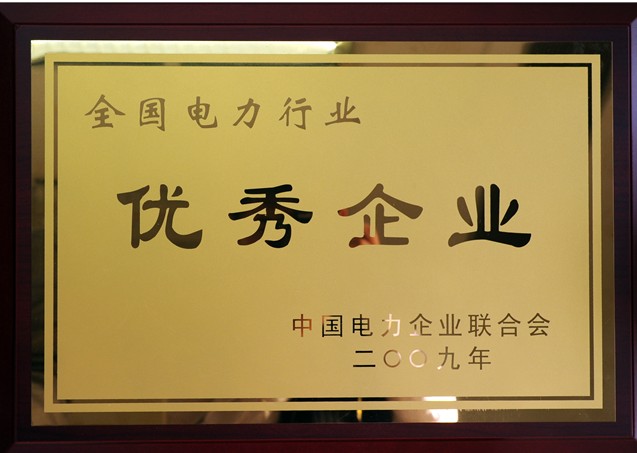 全国电力行业
优秀企业
中国电力企业联合会
二〇〇九年